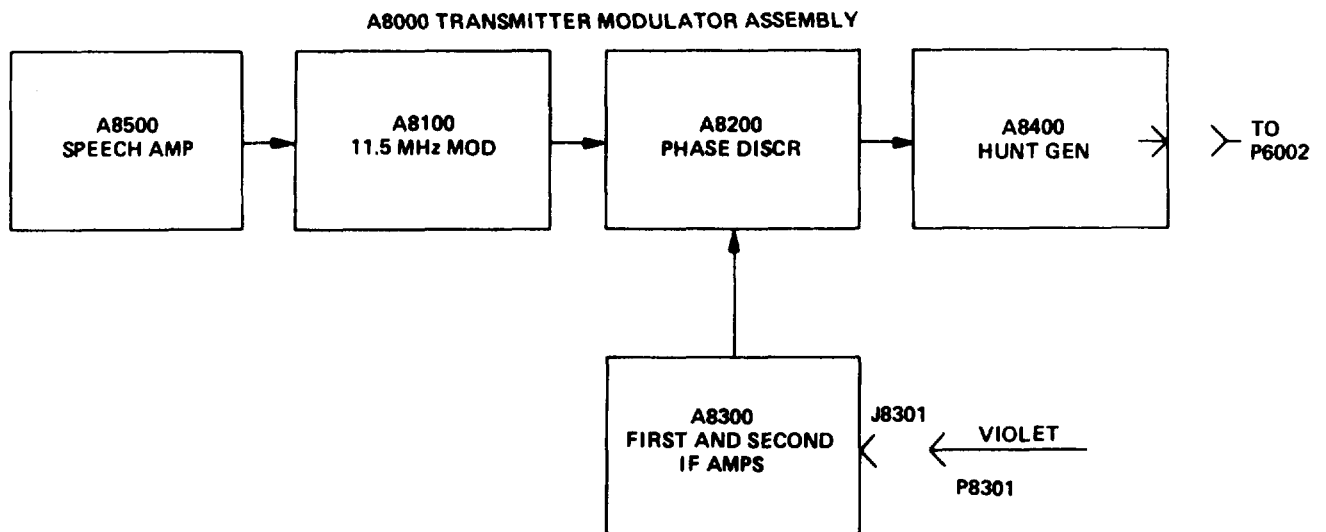 A8000 TRANSMITTER MODULATOR ASSEMBLY
A8500
SPEECH AMP
A8100
11.5 MHz MOD
A8200
PHASE DISCR
A8400
HUNT GEN
TO
P6002
A8300
FIRST AND SECOND
IF AMPS
J8301
VIOLET
P8301